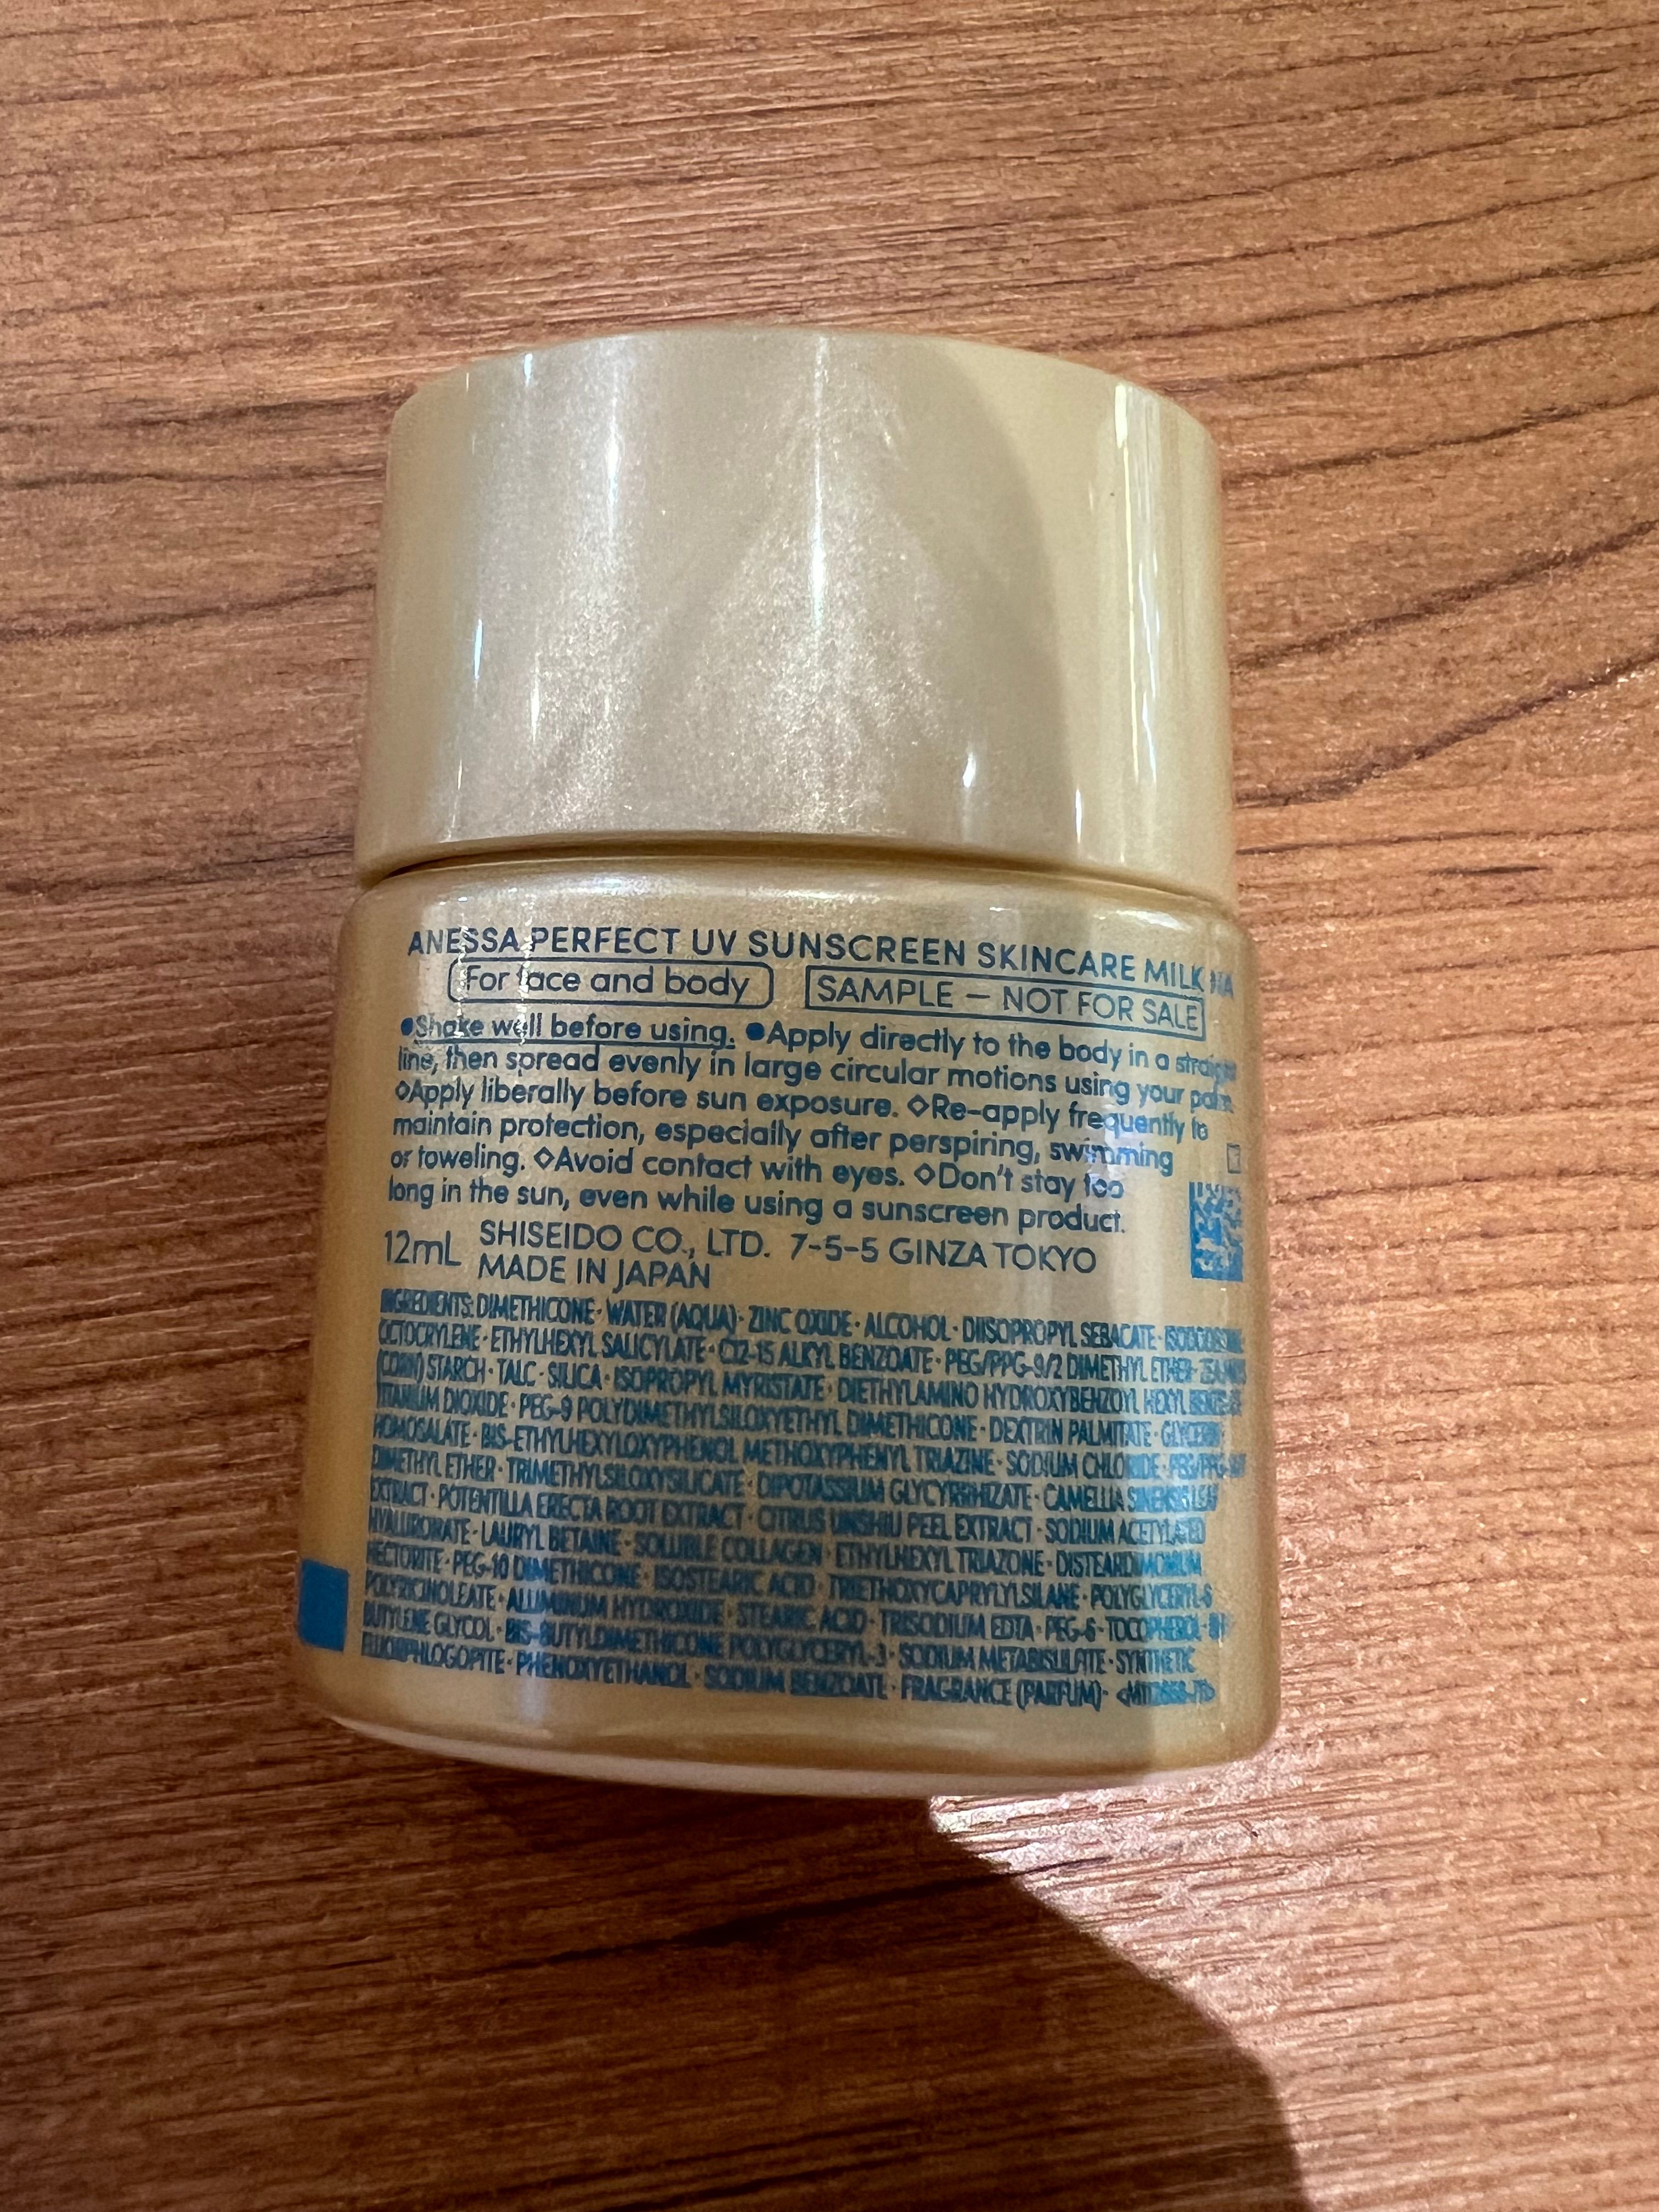 ANESSA PERFECT UV SUNSCREEN SKINCARE MILK NA
For face and body SAMPLE – NOT FOR SALE
●Shake well before using. ●Apply directly to the body in a straight
line, then spread evenly in large circular motions using your palm.
◇Apply liberally before sun exposure. ◇Re-apply frequently to
maintain protection, especially after perspiring, swimming
or toweling. ◇Avoid contact with eyes. ◇Don't stay too
long in the sun, even while using a sunscreen product.
12mL SHISEIDO CO., LTD. 7-5-5 GINZA TOKYO
MADE IN JAPAN
INGREDIENTS: DIMETHICONE· WATER (AQUA)· ZINC OXIDE· ALCOHOL· DIISOPROPYL SEBACATE·
OCTOCRYLENE· ETHYLHEXYL SALICYLATE· C12-15 ALKYL BENZOATE· PEG/PPG-9/2 DIMETHYL ETHER·
(CORN) STARCH· TALC· SILICA· ISOPROPYL MYRISTATE· DIETHYLAMINO HYDROXYBENZOYL HEXYL
TITANIUM DIOXIDE· PEG-9 POLYDIMETHYLSILOXYETHYL DIMETHICONE· DEXTRIN PALMITATE· GLYCERIN·
HOMOSALATE· BIS-ETHYLHEXYLOXYPHENOL METHOXYPHENYL TRIAZINE· SODIUM CHLORIDE·
DIMETHYL ETHER· TRIMETHYLSILOXYSILICATE· DIPOTASSIUM GLYCYRRHIZATE· CAMELLIA SINENSIS LEAF
EXTRACT· POTENTILLA ERECTA ROOT EXTRACT· CITRUS UNSHIU PEEL EXTRACT· SODIUM ACETYLATED
HYALURONATE· LAURYL BETAINE· SOLUBLE COLLAGEN· ETHYLHEXYL TRIAZONE· DISTEARDIMONIUM
HECTORITE· PEG-10 DIMETHICONE· ISOSTEARIC ACID· TRIETHOXYCAPRYLYLSILANE· POLYGLYCERYL-6
POLYRICINOLEATE· ALUMINUM HYDROXIDE· STEARIC ACID· TRISODIUM EDTA· PEG-6· TOCOPHEROL·
BUTYLENE GLYCOL· BIS-BUTYLDIMETHICONE POLYGLYCERYL-3· SODIUM METABISULFITE· SYNTHETIC
FLUORPHLOGOPITE· PHENOXYETHANOL· SODIUM BENZOATE· FRAGRANCE (PARFUM)·